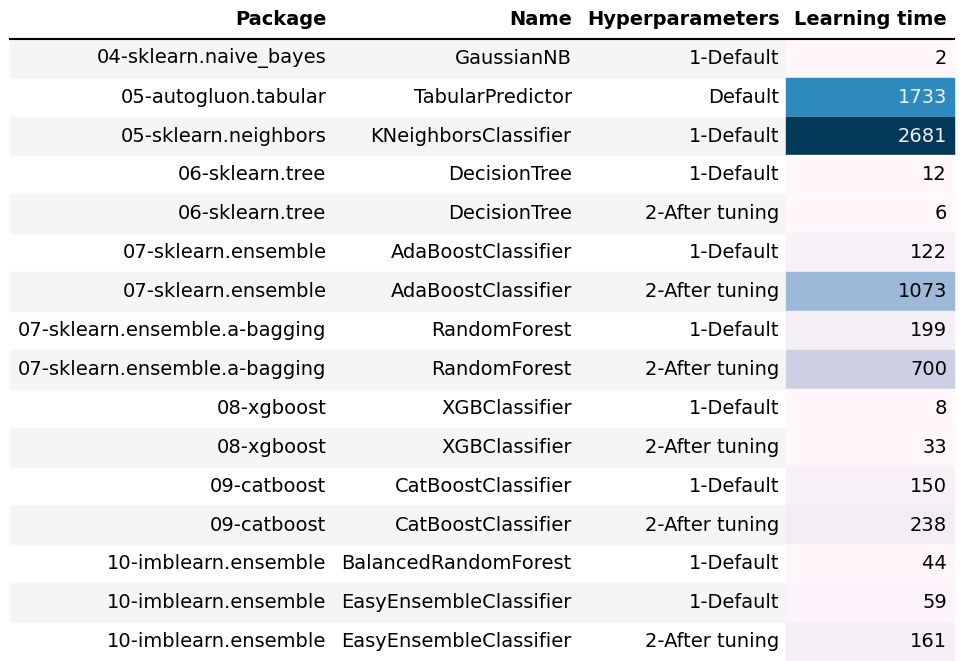 Package Name Hyperparameters Learning time
04-sklearn.naive_bayes GaussianNB 1-Default 2
05-autogluon.tabular TabularPredictor Default 1733
05-sklearn.neighbors KNeighborsClassifier 1-Default 2681
06-sklearn.tree DecisionTree 1-Default 12
06-sklearn.tree DecisionTree 2-After tuning 6
07-sklearn.ensemble AdaBoostClassifier 1-Default 122
07-sklearn.ensemble AdaBoostClassifier 2-After tuning 1073
07-sklearn.ensemble.a-bagging RandomForest 1-Default 199
07-sklearn.ensemble.a-bagging RandomForest 2-After tuning 700
08-xgboost XGBClassifier 1-Default 8
08-xgboost XGBClassifier 2-After tuning 33
09-catboost CatBoostClassifier 1-Default 150
09-catboost CatBoostClassifier 2-After tuning 238
10-imblearn.ensemble BalancedRandomForest 1-Default 44
10-imblearn.ensemble EasyEnsembleClassifier 1-Default 59
10-imblearn.ensemble EasyEnsembleClassifier 2-After tuning 161